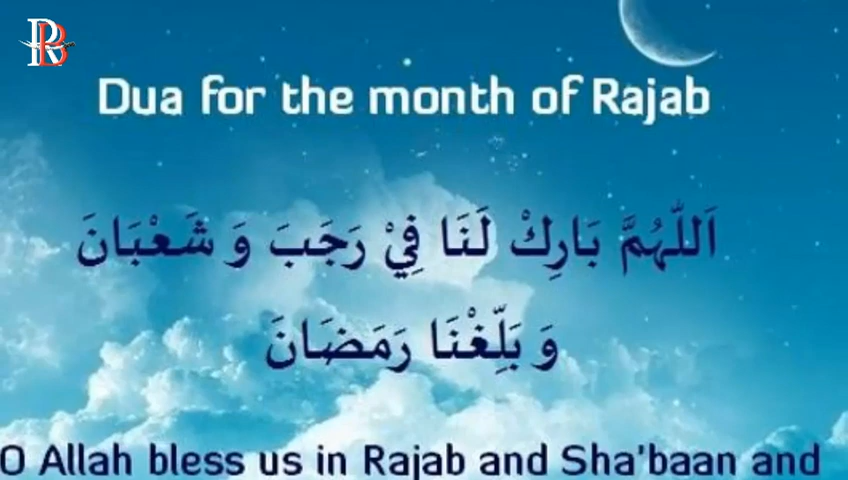 RB
Dua for the month of Rajab
اَللّٰهُمَّ بَارِكْ لَنَا فِيْ رَجَبَ وَ شَعْبَانَ
وَ بَلِّغْنَا رَمَضَانَ
O Allah bless us in Rajab and Sha'baan and